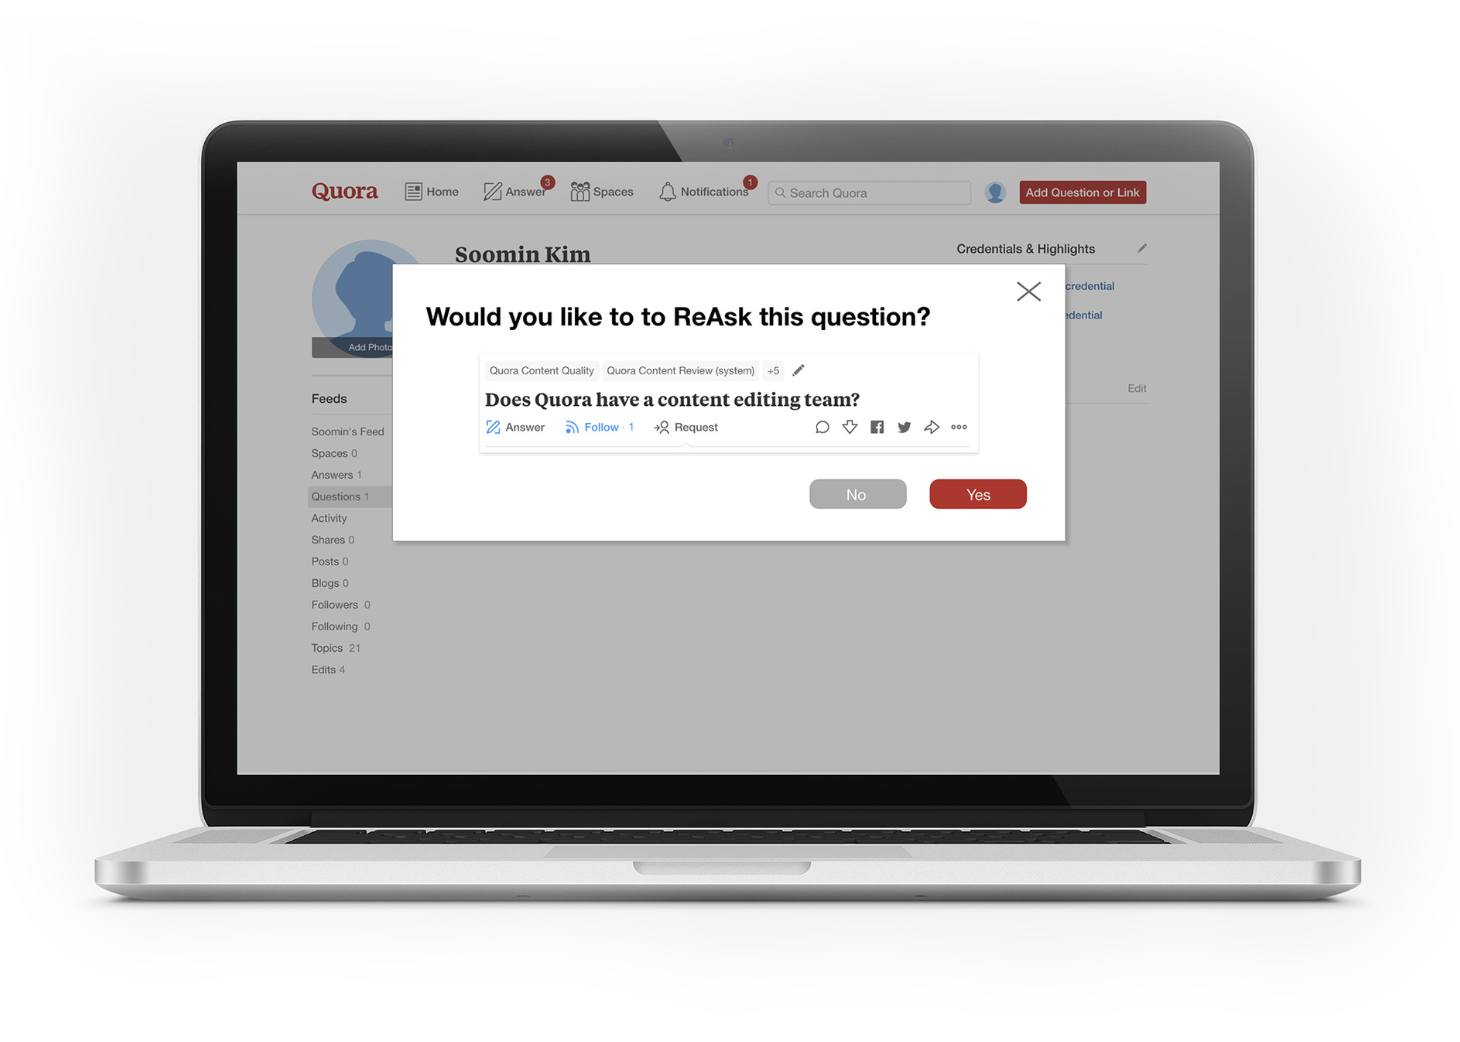 Quora
Home
Answer 3
Spaces
Notifications 1
Search Quora
Add Question or Link
Soomin Kim
Credentials & Highlights
credential
Add Photo
Would you like to to ReAsk this question?
Quora Content Quality Quora Content Review (system) +5
Does Quora have a content editing team?
Answer Follow · 1 Request
No Yes
Edit
Feeds
Soomin's Feed
Spaces 0
Answers 1
Questions 1
Activity
Shares 0
Posts 0
Blogs 0
Followers 0
Following 0
Topics 21
Edits 4